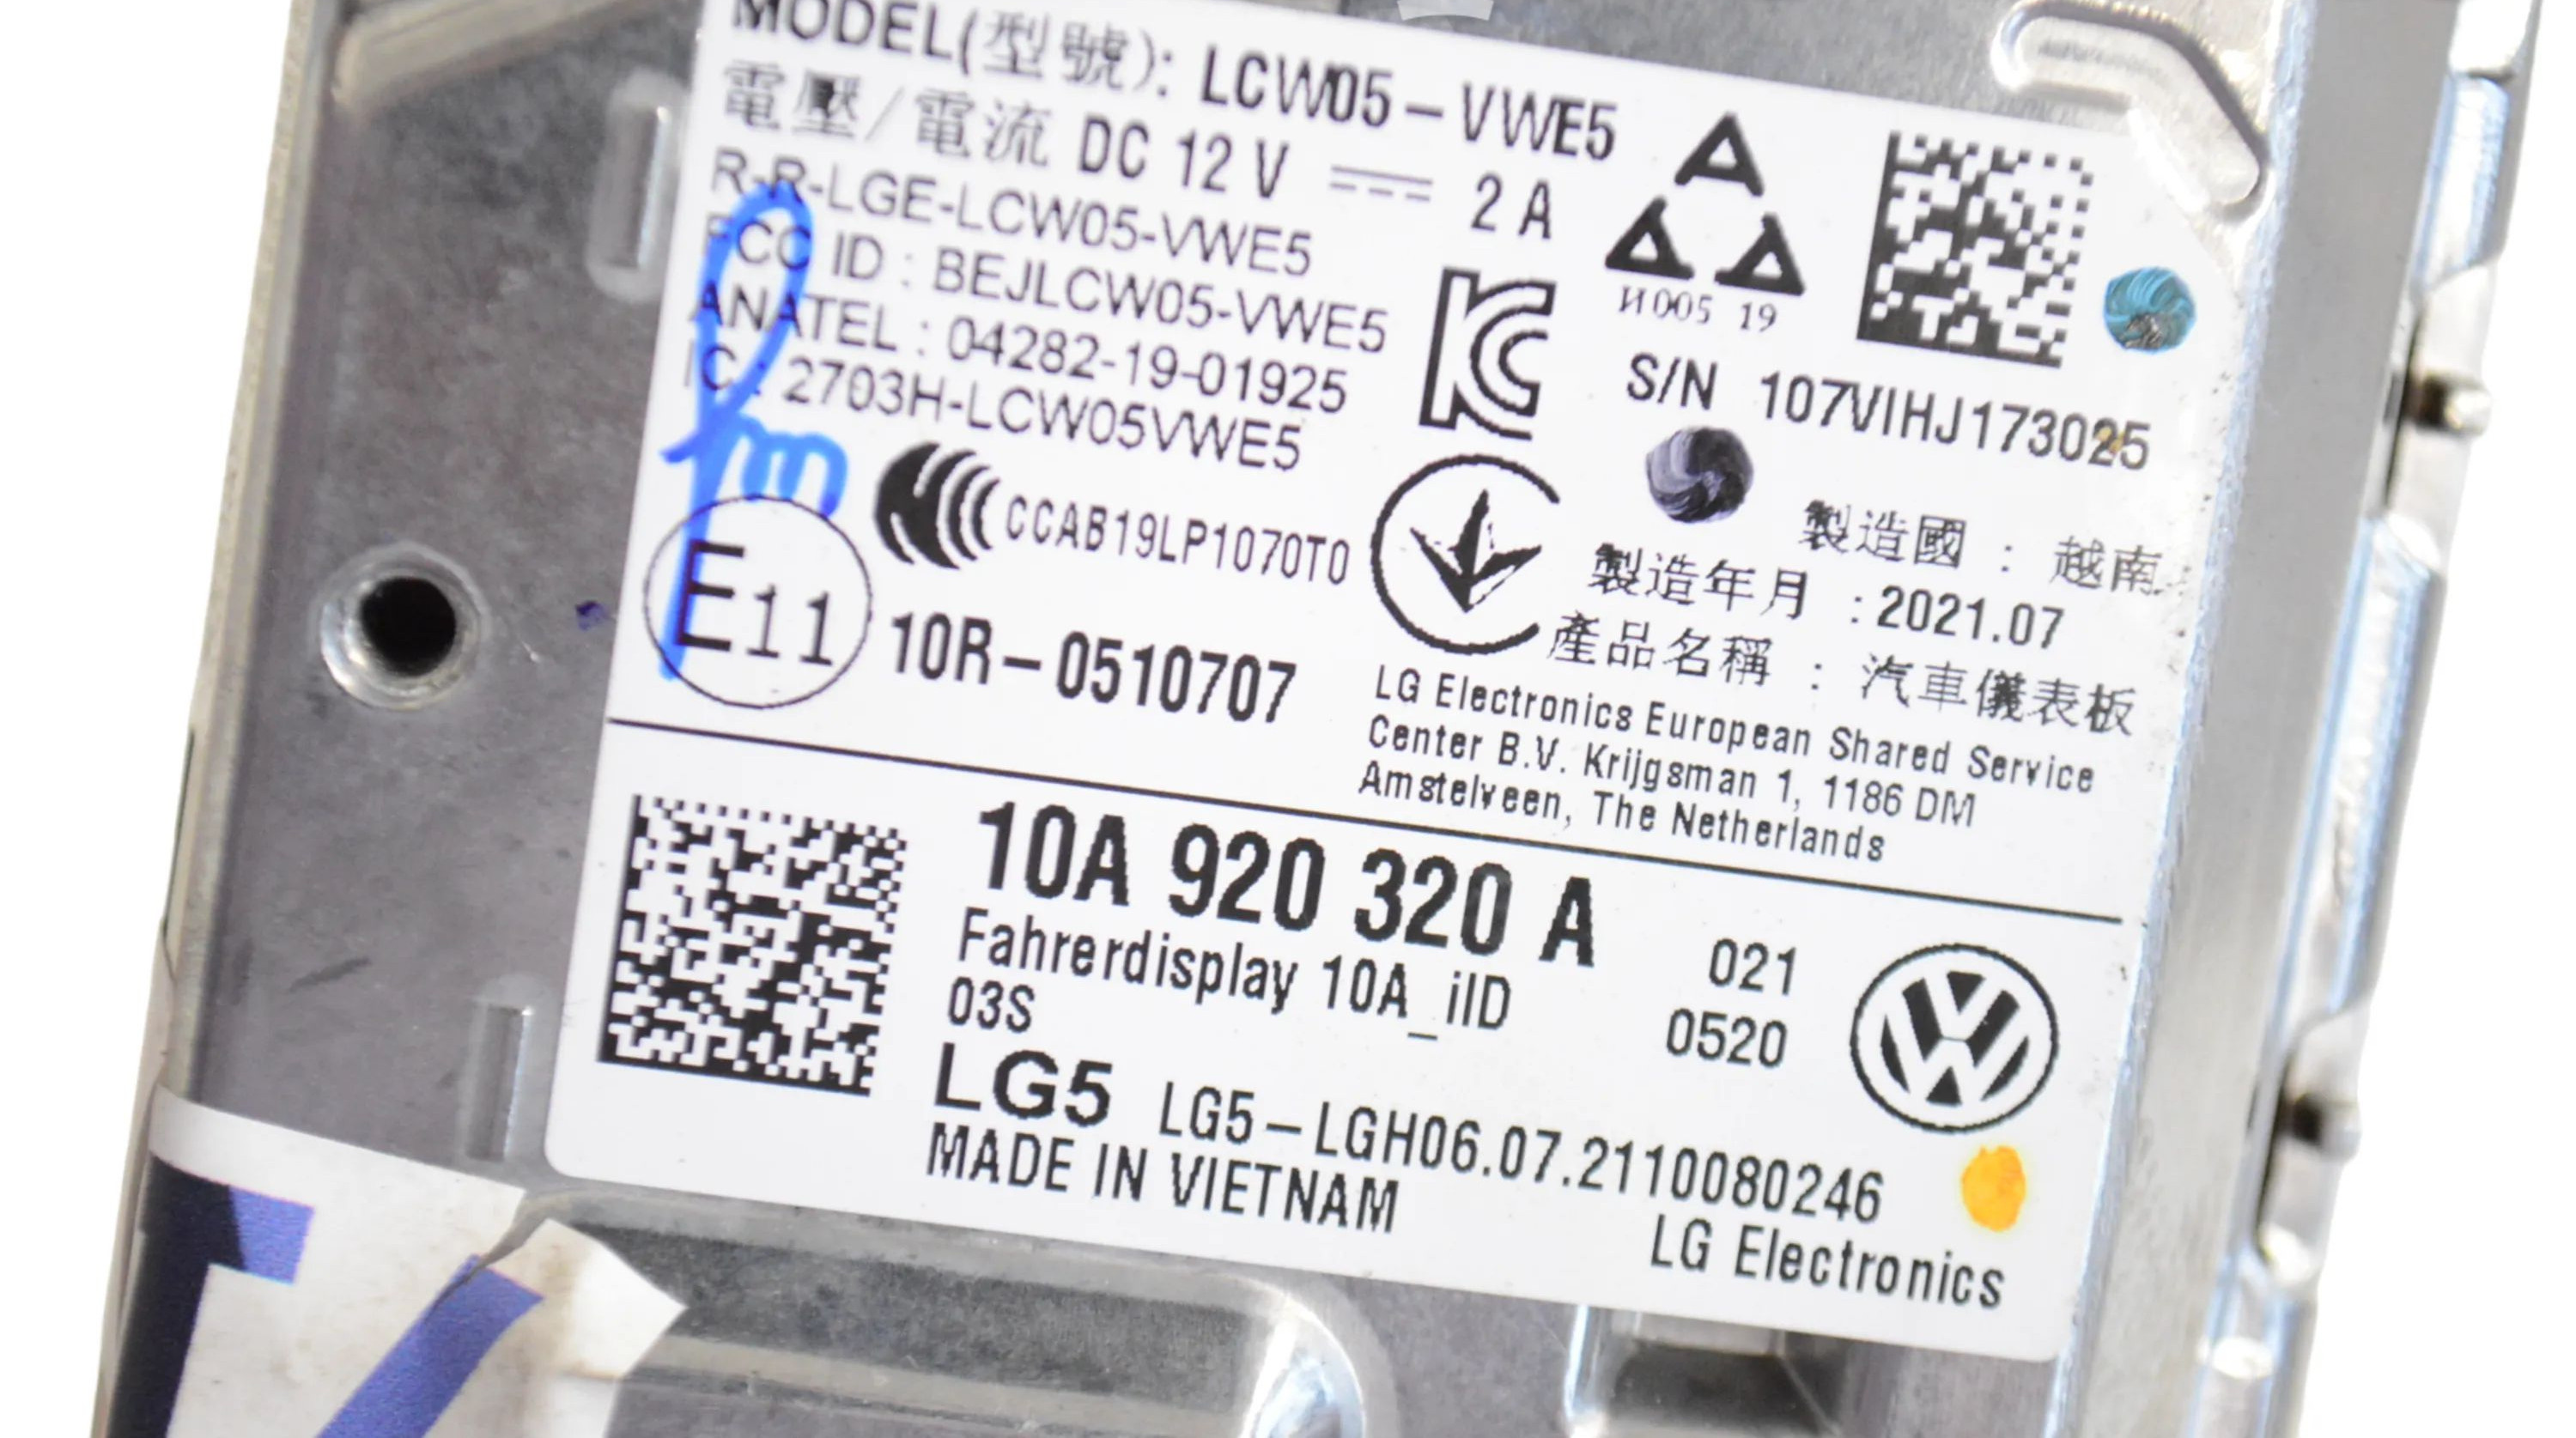 MODEL(型號): LCW05-VWE5
電壓/電流 DC 12 V 2 A
R-R-LGE-LCW05-VWE5
FCC ID : BEJLCW05-VWE5
ANATEL : 04282-19-01925
IC : 2703H-LCW05VWE5
И005 19
S/N 107VIHJ173025
CCAB19LP1070T0
E11
10R-0510707
製造國 : 越南
製造年月 :2021.07
產品名稱 : 汽車儀表板
LG Electronics European Shared Service
Center B.V. Krijgsman 1, 1186 DM
Amstelveen, The Netherlands
10A 920 320 A
Fahrerdisplay 10A_iID
03S
021
0520
LG5 LG5-LGH06.07.2110080246
MADE IN VIETNAM
LG Electronics